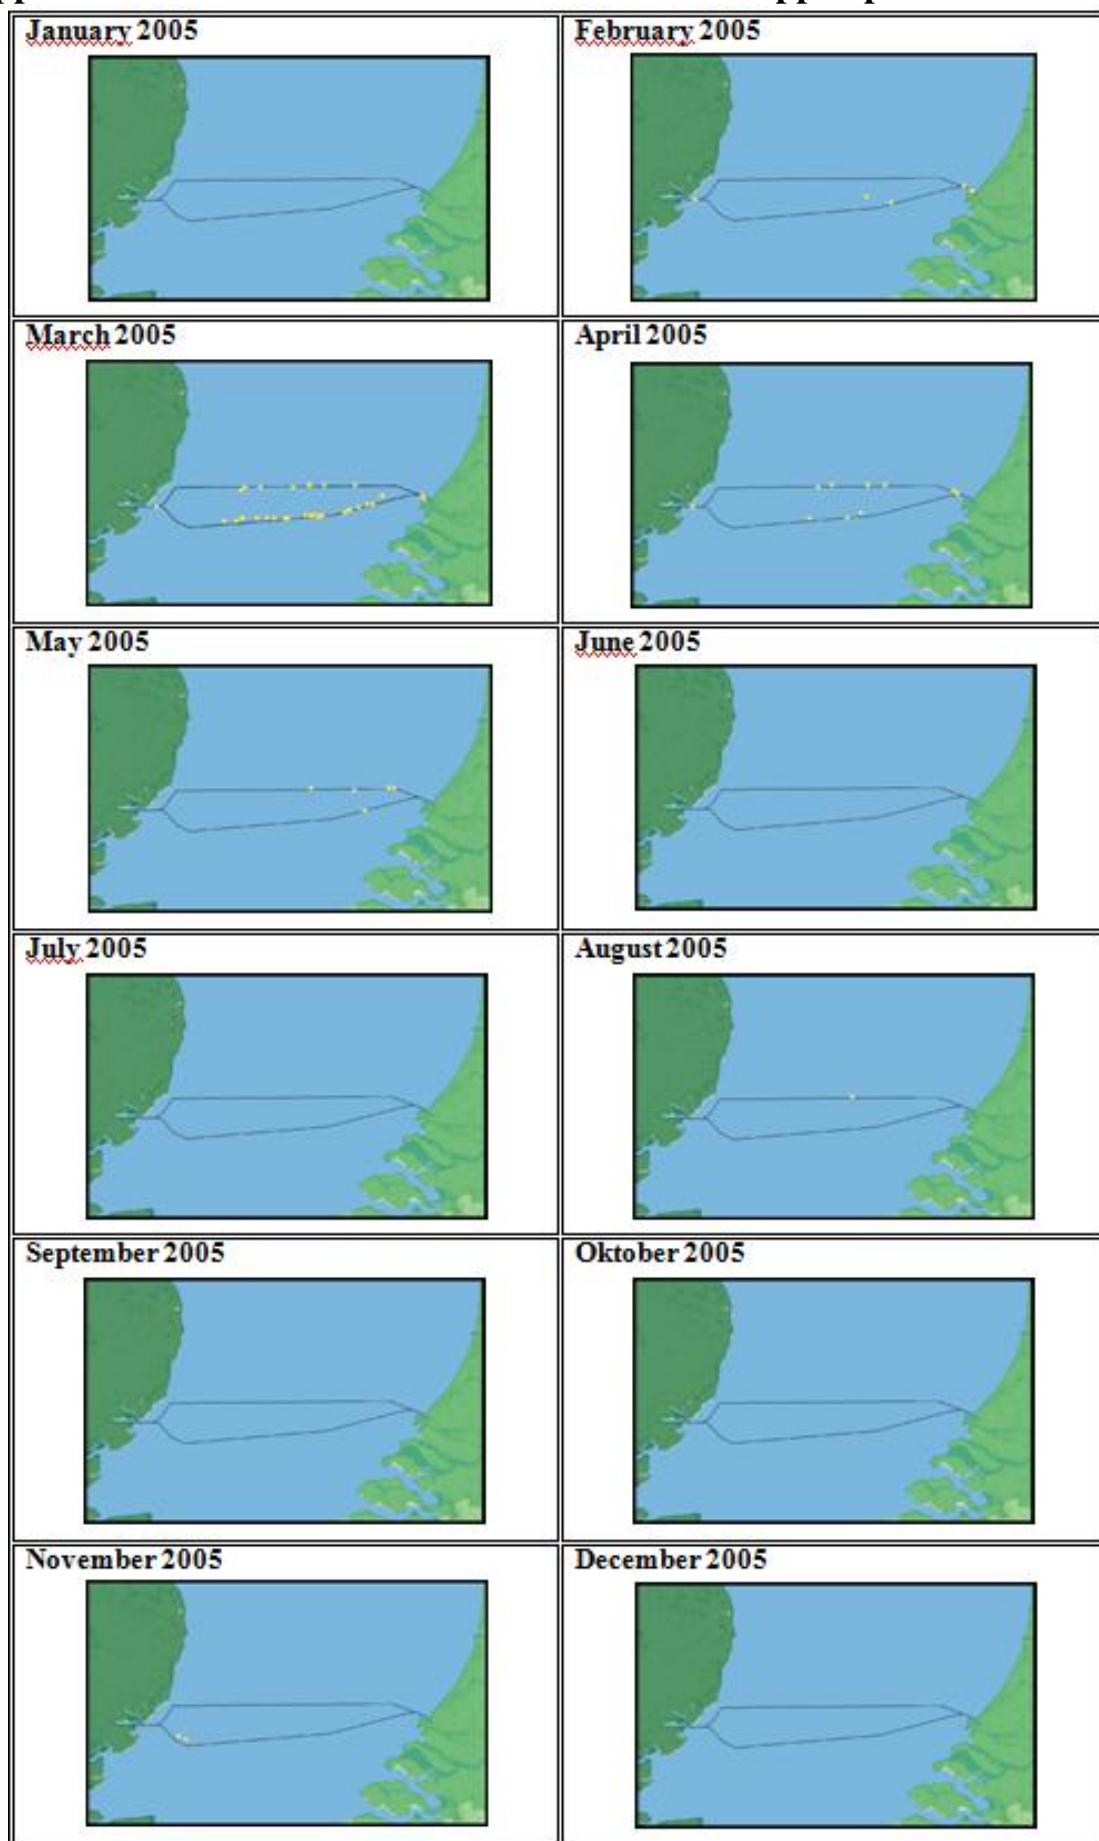 January 2005
February 2005
March 2005
April 2005
May 2005
June 2005
July 2005
August 2005
September 2005
Oktober 2005
November 2005
December 2005